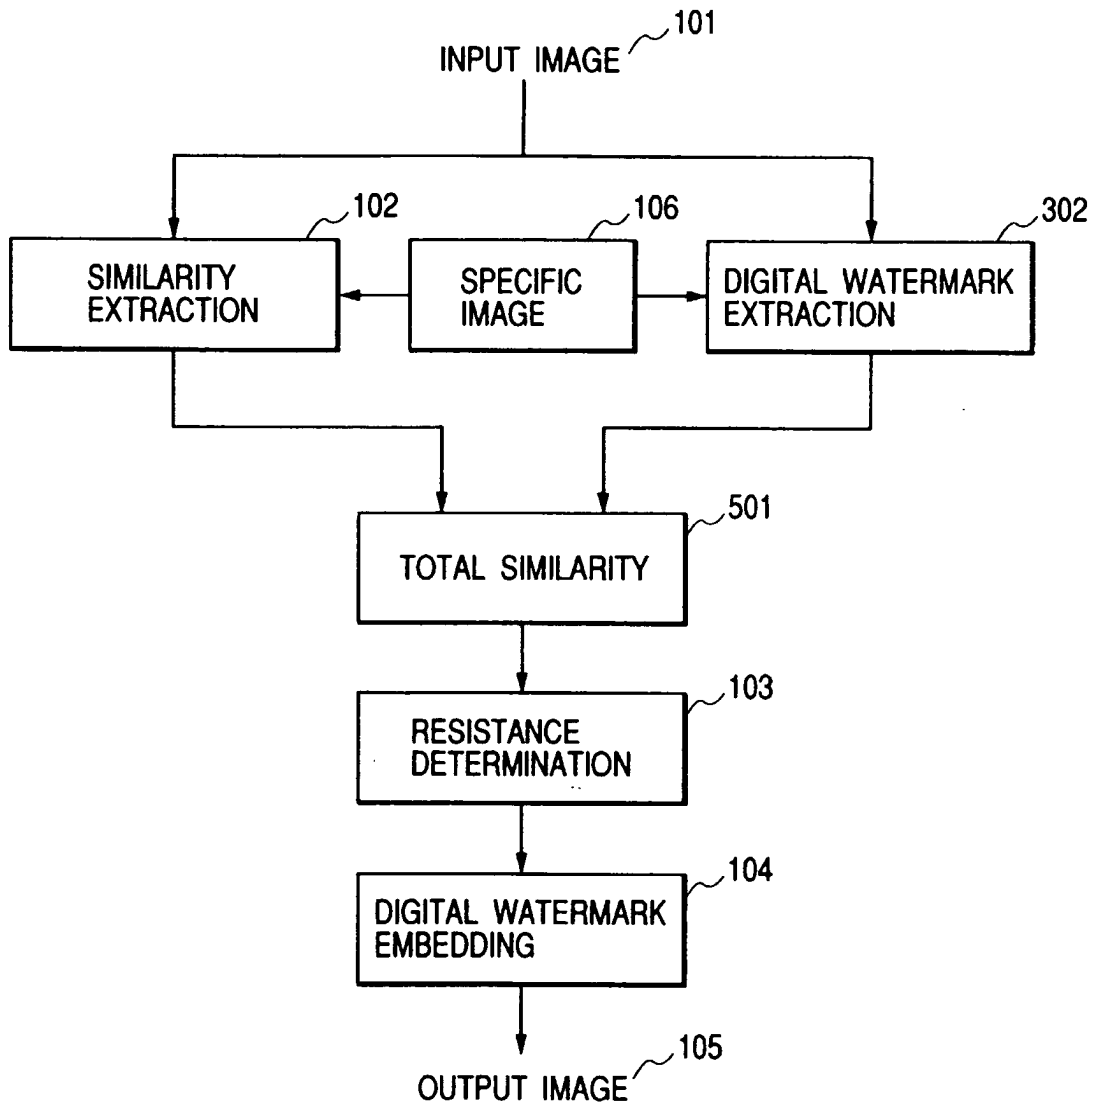 101
INPUT IMAGE
102
106
302
SIMILARITY
EXTRACTION
SPECIFIC
IMAGE
DIGITAL WATERMARK
EXTRACTION
501
TOTAL SIMILARITY
103
RESISTANCE
DETERMINATION
104
DIGITAL WATERMARK
EMBEDDING
105
OUTPUT IMAGE